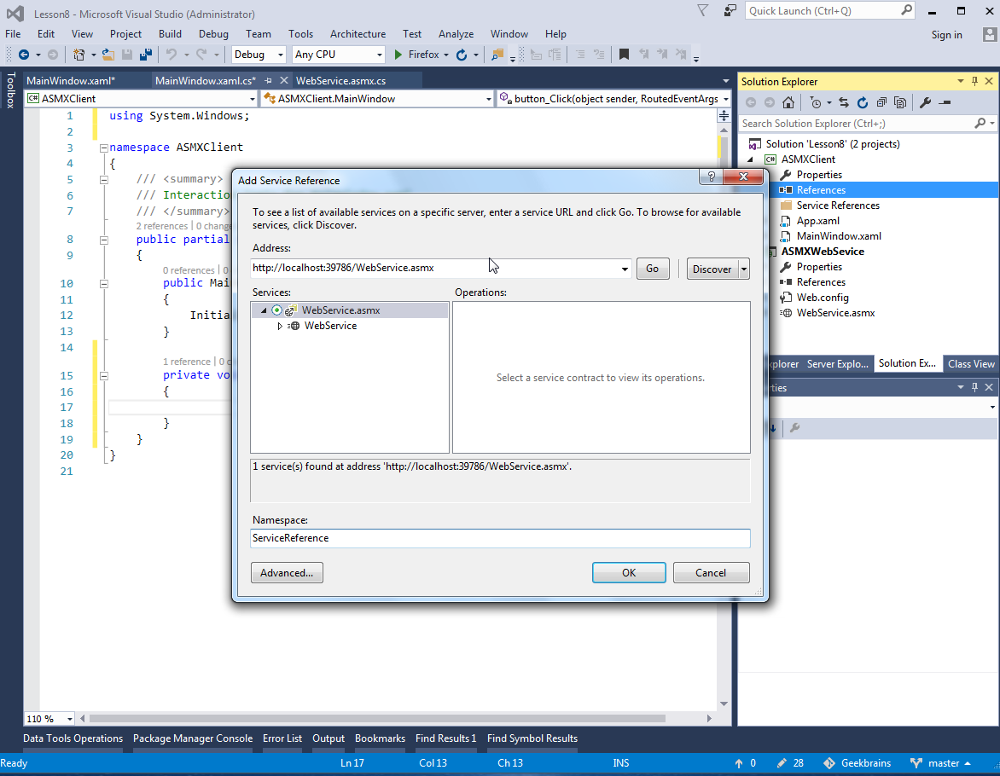 Lesson8 - Microsoft Visual Studio (Administrator)
Quick Launch (Ctrl+Q)
File Edit View Project Build Debug Team Tools Architecture Test Analyze Window Help
Sign in
Debug Any CPU Firefox
Toolbox
MainWindow.xaml* MainWindow.xaml.cs* WebService.asmx.cs
C# ASMXClient ASMXClient.MainWindow button_Click(object sender, RoutedEventArgs
1 using System.Windows;
2
3 namespace ASMXClient
4 {
5 /// <summary>
6 /// Interactio
7 /// </summary>
2 references | 0 change
8 public partial
9 {
0 references | 0
10 public Mai
11 {
12 Initia
13 }
14
1 reference | 0 c
15 private vo
16 {
17
18 }
19 }
20 }
21
110 %
Add Service Reference
To see a list of available services on a specific server, enter a service URL and click Go. To browse for available
services, click Discover.
Address:
http://localhost:39786/WebService.asmx
Go
Discover
Services:
Operations:
WebService.asmx
WebService
Select a service contract to view its operations.
1 service(s) found at address 'http://localhost:39786/WebService.asmx'.
Namespace:
ServiceReference
Advanced...
OK
Cancel
Solution Explorer
Search Solution Explorer (Ctrl+;)
Solution 'Lesson8' (2 projects)
C# ASMXClient
Properties
References
Service References
App.xaml
MainWindow.xaml
ASMXWebSevice
Properties
References
Web.config
WebService.asmx
xplorer Server Explo... Solution Ex... Class View
rties
Data Tools Operations Package Manager Console Error List Output Bookmarks Find Results 1 Find Symbol Results
Ready Ln 17 Col 13 Ch 13 INS 0 28 Geekbrains master